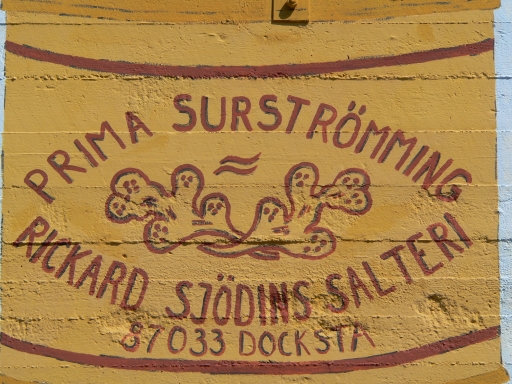 PRIMA SURSTRÖMMING
RICKARD SJÖDINS SALTERI
87033 DOCKSTA